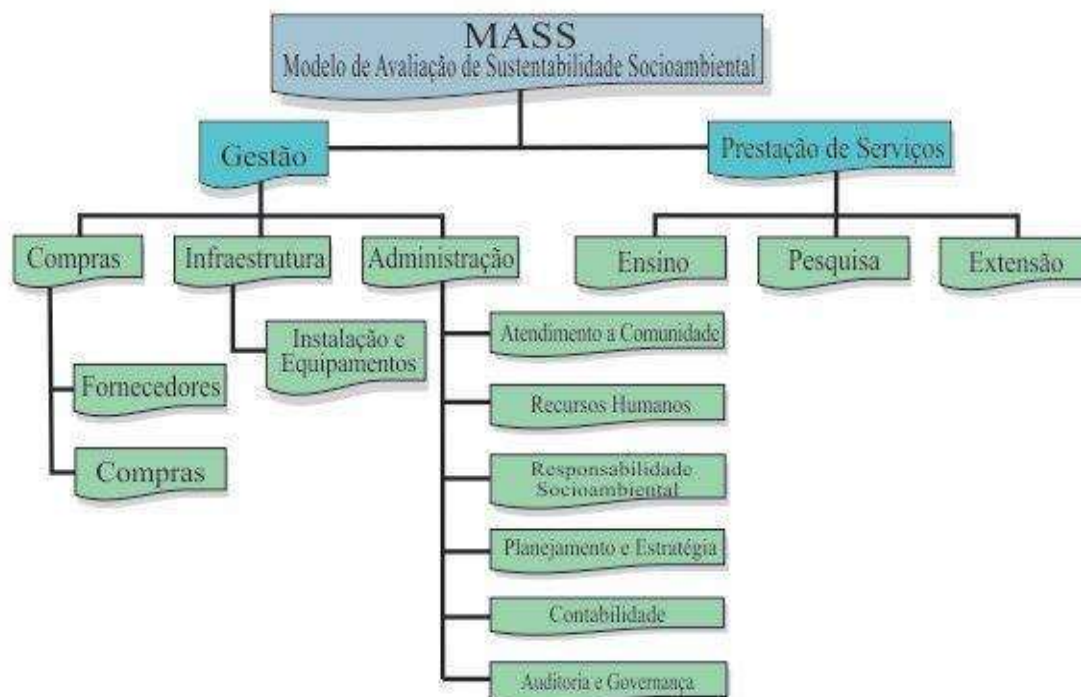 MASS
Modelo de Avaliação de Sustentabilidade Socioambiental
Gestão
Prestação de Serviços
Compras
Infraestrutura
Administração
Ensino
Pesquisa
Extensão
Fornecedores
Compras
Instalação e
Equipamentos
Atendimento a Comunidade
Recursos Humanos
Responsabilidade
Socioambiental
Planejamento e Estratégia
Contabilidade
Auditoria e Governança